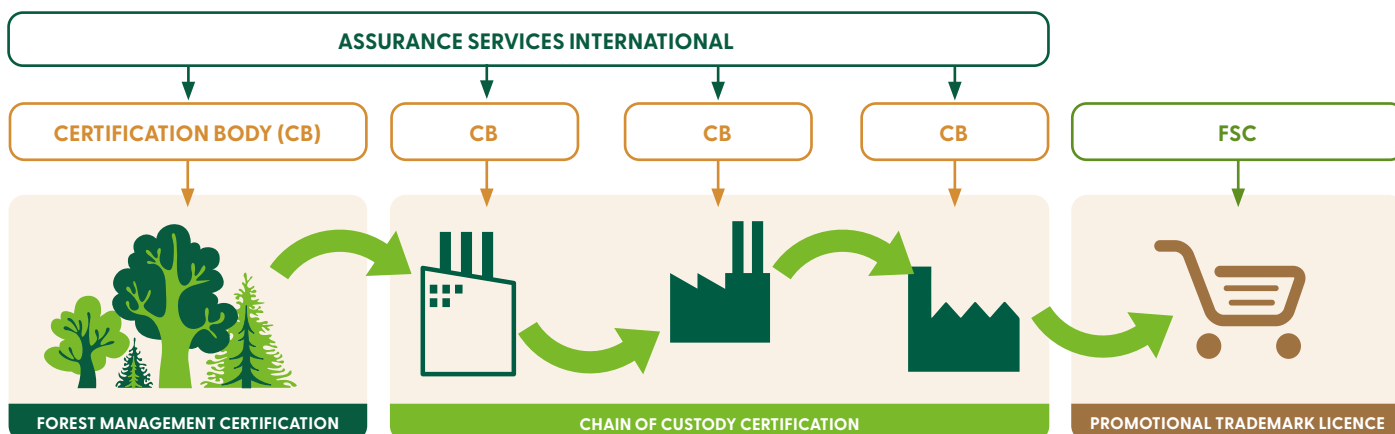 ASSURANCE SERVICES INTERNATIONAL
CERTIFICATION BODY (CB)
CB
CB
CB
FSC
FOREST MANAGEMENT CERTIFICATION
CHAIN OF CUSTODY CERTIFICATION
PROMOTIONAL TRADEMARK LICENCE